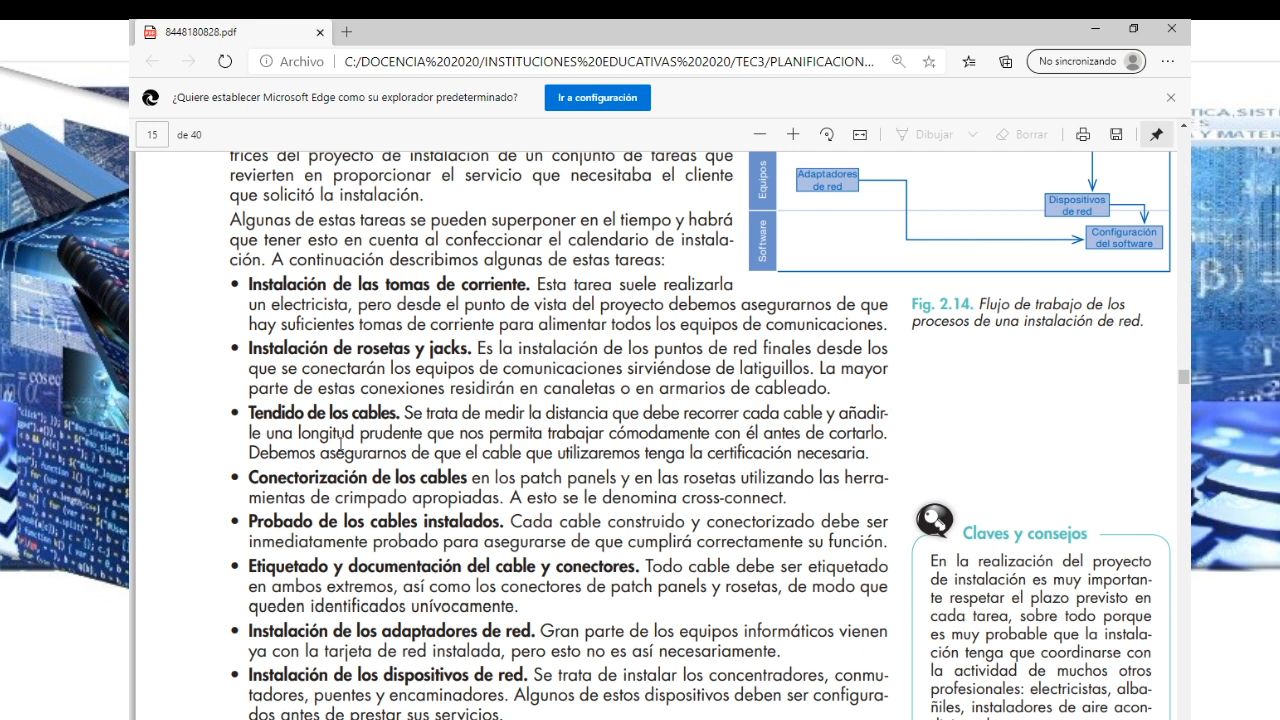 8448180828.pdf
Archivo
C:/DOCENCIA%202020/INSTITUCIONES%20EDUCATIVAS%202020/TEC3/PLANIFICACION...
No sincronizando
¿Quiere establecer Microsoft Edge como su explorador predeterminado?
Ir a configuración
15 de 40
Dibujar
Borrar
trices del proyecto de instalación de un conjunto de tareas que
revierten en proporcionar el servicio que necesitaba el cliente
que solicitó la instalación.
Algunas de estas tareas se pueden superponer en el tiempo y habrá
que tener esto en cuenta al confeccionar el calendario de instala-
ción. A continuación describimos algunas de estas tareas:
• Instalación de las tomas de corriente. Esta tarea suele realizarla
un electricista, pero desde el punto de vista del proyecto debemos asegurarnos de que
hay suficientes tomas de corriente para alimentar todos los equipos de comunicaciones.
• Instalación de rosetas y jacks. Es la instalación de los puntos de red finales desde los
que se conectarán los equipos de comunicaciones sirviéndose de latiguillos. La mayor
parte de estas conexiones residirán en canaletas o en armarios de cableado.
• Tendido de los cables. Se trata de medir la distancia que debe recorrer cada cable y añadir-
le una longitud prudente que nos permita trabajar cómodamente con él antes de cortarlo.
Debemos asegurarnos de que el cable que utilizaremos tenga la certificación necesaria.
• Conectorización de los cables en los patch panels y en las rosetas utilizando las herra-
mientas de crimpado apropiadas. A esto se le denomina cross-connect.
• Probado de los cables instalados. Cada cable construido y conectorizado debe ser
inmediatamente probado para asegurarse de que cumplirá correctamente su función.
• Etiquetado y documentación del cable y conectores. Todo cable debe ser etiquetado
en ambos extremos, así como los conectores de patch panels y rosetas, de modo que
queden identificados unívocamente.
• Instalación de los adaptadores de red. Gran parte de los equipos informáticos vienen
ya con la tarjeta de red instalada, pero esto no es así necesariamente.
• Instalación de los dispositivos de red. Se trata de instalar los concentradores, conmu-
tadores, puentes y encaminadores. Algunos de estos dispositivos deben ser configura-
dos antes de prestar sus servicios.
Equipos
Adaptadores
de red
Dispositivos
de red
Software
Configuración
del software
Fig. 2.14. Flujo de trabajo de los
procesos de una instalación de red.
Claves y consejos
En la realización del proyecto
de instalación es muy importan-
te respetar el plazo previsto en
cada tarea, sobre todo porque
es muy probable que la instala-
ción tenga que coordinarse con
la actividad de muchos otros
profesionales: electricistas, alba-
ñiles, instaladores de aire acon-